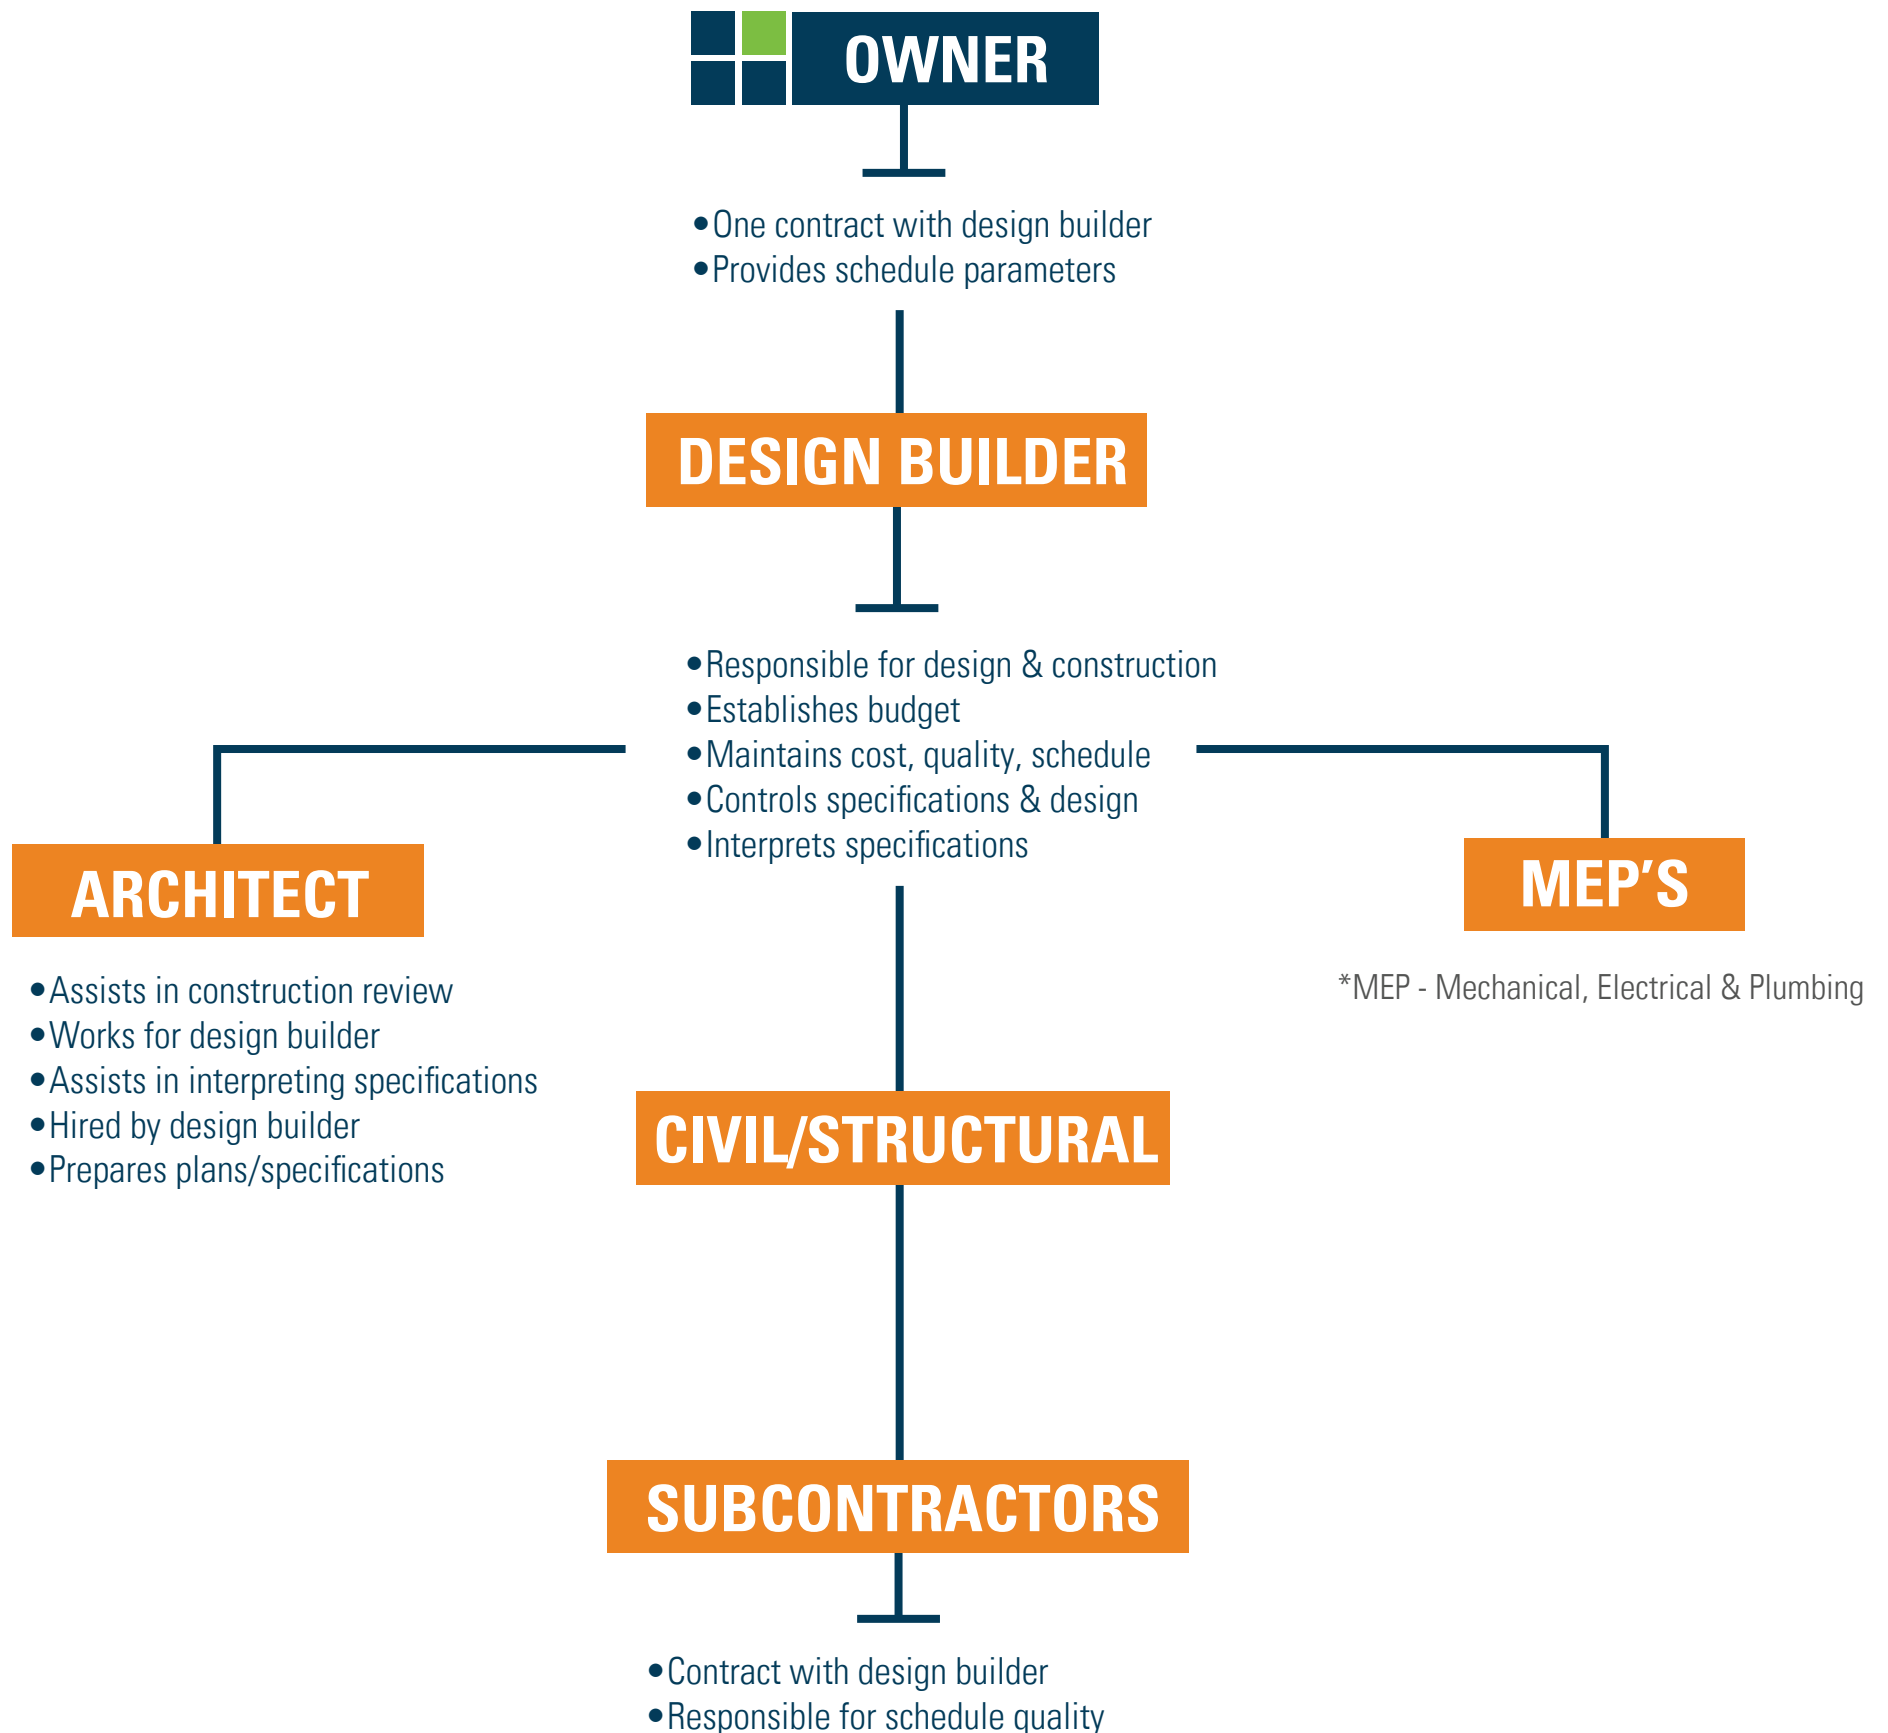 OWNER
•One contract with design builder
•Provides schedule parameters
DESIGN BUILDER
•Responsible for design & construction
•Establishes budget
•Maintains cost, quality, schedule
•Controls specifications & design
•Interprets specifications
ARCHITECT
•Assists in construction review
•Works for design builder
•Assists in interpreting specifications
•Hired by design builder
•Prepares plans/specifications
MEP’S
*MEP - Mechanical, Electrical & Plumbing
CIVIL/STRUCTURAL
SUBCONTRACTORS
•Contract with design builder
•Responsible for schedule quality